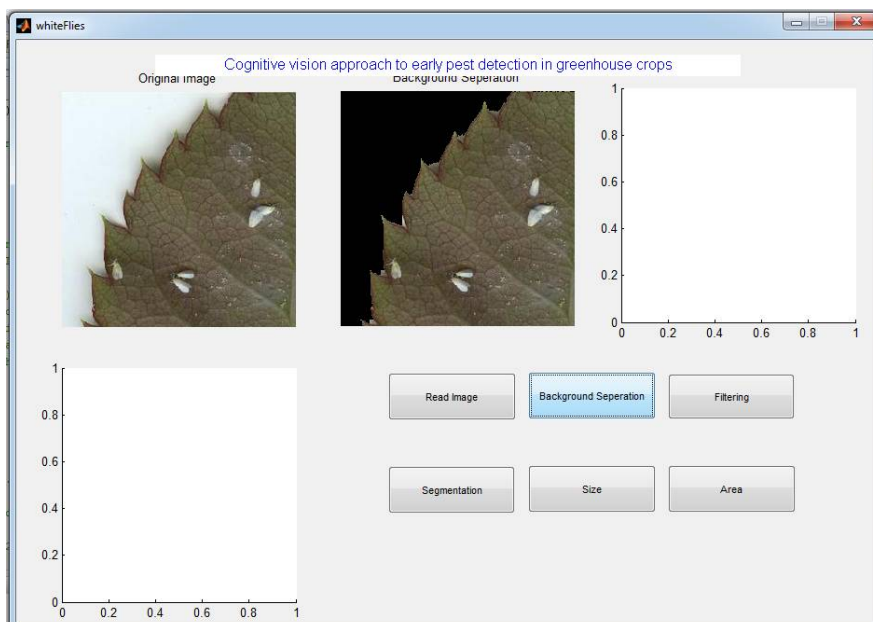 whiteFlies
Cognitive vision approach to early pest detection in greenhouse crops
Original Image
Background Seperation
1
0.8
0.6
0.4
0.2
0
0 0.2 0.4 0.6 0.8 1
1
0.8
0.6
0.4
0.2
0
0 0.2 0.4 0.6 0.8 1
Read Image
Background Seperation
Filtering
Segmentation
Size
Area